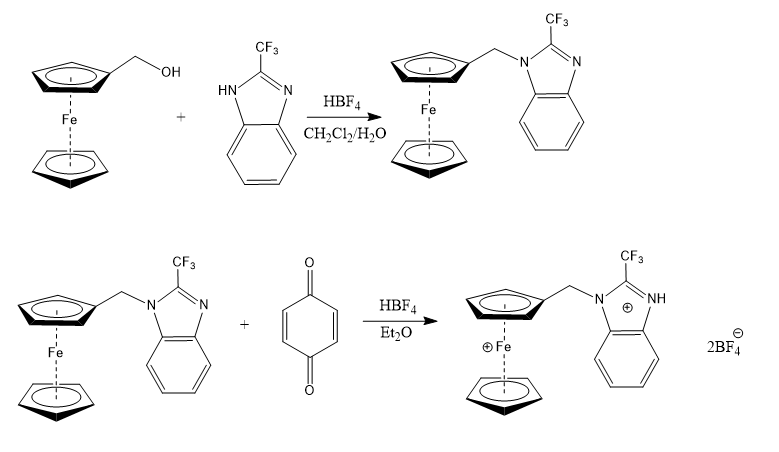 CF₃
CF₃
OH
HN
N
N
N
Fe
+
HBF₄
Fe
CH₂Cl₂/H₂O
CF₃
O
CF₃
N
N
N
NH
⊕
+
HBF₄
Et₂O
Fe
⊕Fe
2BF₄⊖
O